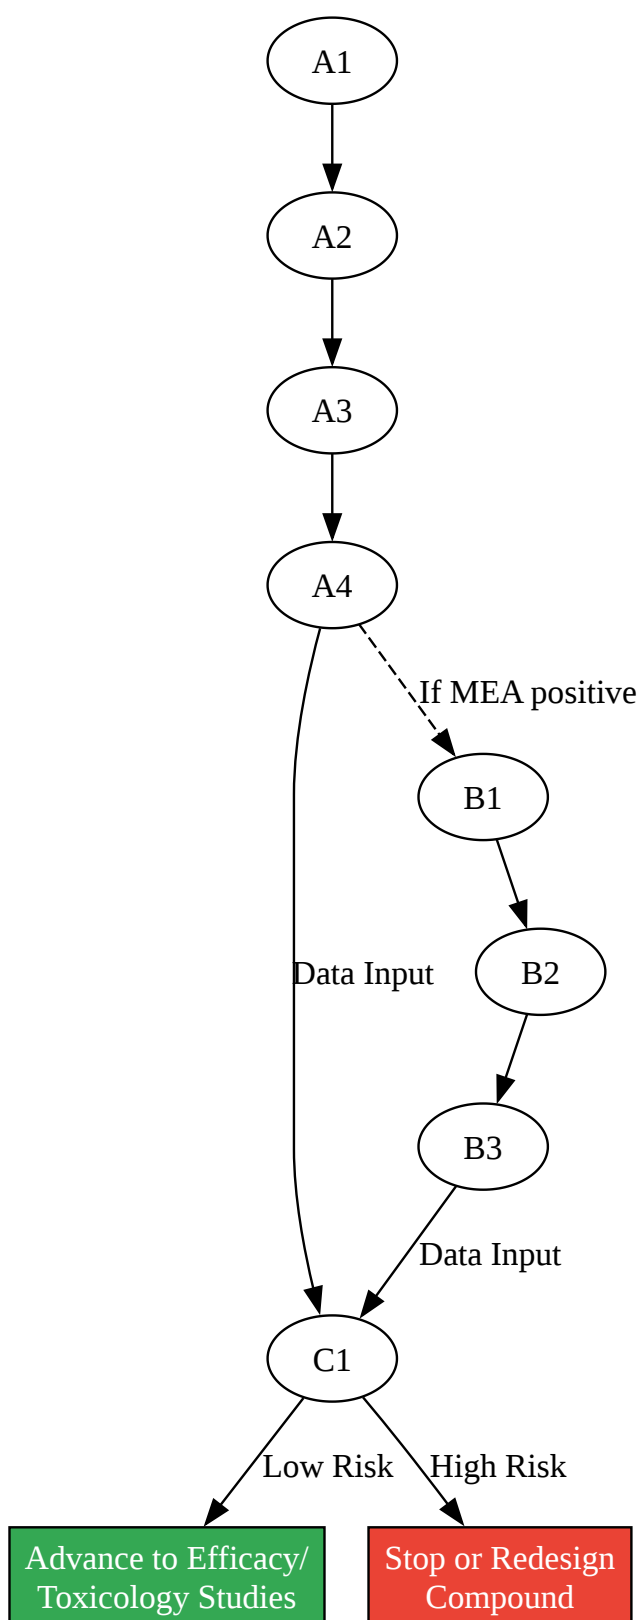 A1
A2
A3
A4
If MEA positive
B1
Data Input
B2
B3
Data Input
C1
Low Risk
High Risk
Advance to Efficacy/
Toxicology Studies
Stop or Redesign
Compound